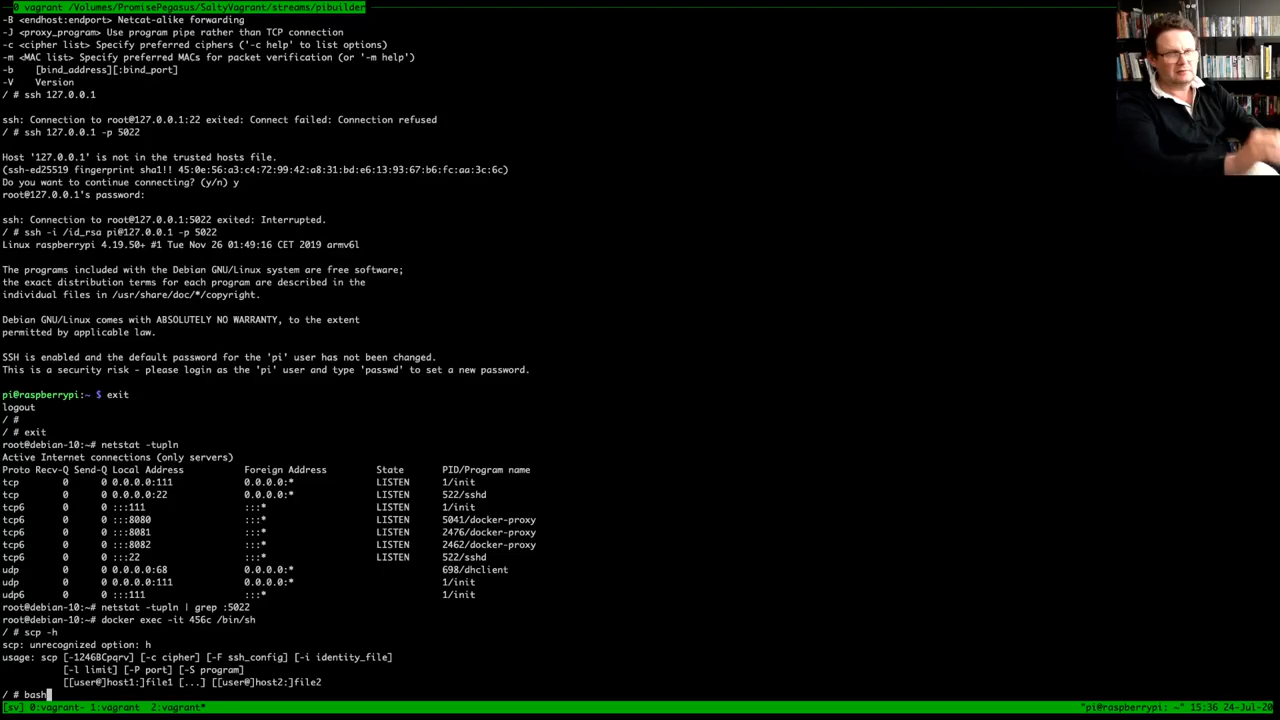 0 vagrant /Volumes/PromisePegasus/SaltyVagrant/streams/pibuilder
-B <endhost:endport> Netcat-alike forwarding
-J <proxy_program> Use program pipe rather than TCP connection
-c <cipher list> Specify preferred ciphers ('-c help' to list options)
-m <MAC list> Specify preferred MACs for packet verification (or '-m help')
-b    [bind_address][:bind_port]
-V    Version
/ # ssh 127.0.0.1
ssh: Connection to root@127.0.0.1:22 exited: Connect failed: Connection refused
/ # ssh 127.0.0.1 -p 5022
Host '127.0.0.1' is not in the trusted hosts file.
(ssh-ed25519 fingerprint sha1!! 45:0e:56:a3:c4:72:99:42:a8:31:bd:e6:13:93:67:b6:fc:aa:3c:6c)
Do you want to continue connecting? (y/n) y
root@127.0.0.1's password:
ssh: Connection to root@127.0.0.1:5022 exited: Interrupted.
/ # ssh -i /id_rsa pi@127.0.0.1 -p 5022
Linux raspberrypi 4.19.50+ #1 Tue Nov 26 01:49:16 CET 2019 armv6l
The programs included with the Debian GNU/Linux system are free software;
the exact distribution terms for each program are described in the
individual files in /usr/share/doc/*/copyright.
Debian GNU/Linux comes with ABSOLUTELY NO WARRANTY, to the extent
permitted by applicable law.
SSH is enabled and the default password for the 'pi' user has not been changed.
This is a security risk - please login as the 'pi' user and type 'passwd' to set a new password.
pi@raspberrypi:~ $ exit
logout
/ #
/ # exit
root@debian-10:~# netstat -tupln
Active Internet connections (only servers)
Proto Recv-Q Send-Q Local Address           Foreign Address         State       PID/Program name
tcp        0      0 0.0.0.0:111             0.0.0.0:*               LISTEN      1/init
tcp        0      0 0.0.0.0:22              0.0.0.0:*               LISTEN      522/sshd
tcp6       0      0 :::111                  :::*                    LISTEN      1/init
tcp6       0      0 :::8080                 :::*                    LISTEN      5041/docker-proxy
tcp6       0      0 :::8081                 :::*                    LISTEN      2476/docker-proxy
tcp6       0      0 :::8082                 :::*                    LISTEN      2462/docker-proxy
tcp6       0      0 :::22                   :::*                    LISTEN      522/sshd
udp        0      0 0.0.0.0:68              0.0.0.0:*                           698/dhclient
udp        0      0 0.0.0.0:111             0.0.0.0:*                           1/init
udp6       0      0 :::111                  :::*                                1/init
root@debian-10:~# netstat -tupln | grep :5022
root@debian-10:~# docker exec -it 456c /bin/sh
/ # scp -h
scp: unrecognized option: h
usage: scp [-1246BCpqrv] [-c cipher] [-F ssh_config] [-i identity_file]
           [-l limit] [-P port] [-S program]
           [[user@]host1:]file1 [...] [[user@]host2:]file2
/ # bash
[sv] 0:vagrant- 1:vagrant  2:vagrant* "pi@raspberrypi: ~" 15:36 24-Jul-20